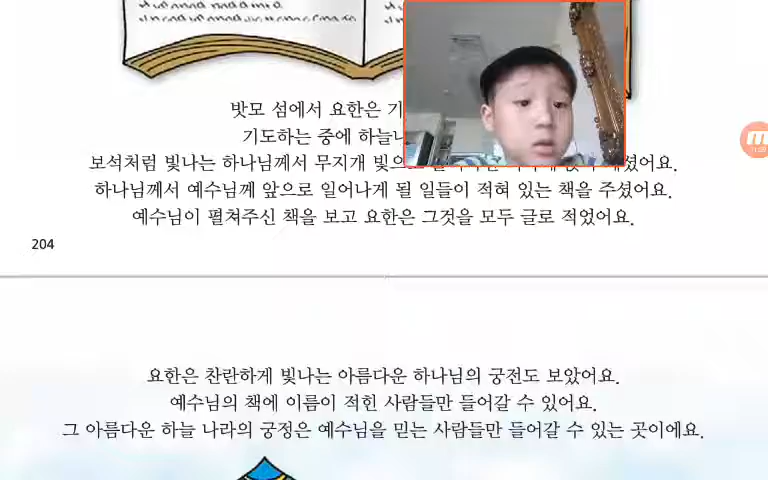 밧모 섬에서 요한은 기
기도하는 중에 하늘
보석처럼 빛나는 하나님께서 무지개 빛으 셨어요.
하나님께서 예수님께 앞으로 일어나게 될 일들이 적혀 있는 책을 주셨어요.
예수님이 펼쳐주신 책을 보고 요한은 그것을 모두 글로 적었어요.
204
요한은 찬란하게 빛나는 아름다운 하나님의 궁전도 보았어요.
예수님의 책에 이름이 적힌 사람들만 들어갈 수 있어요.
그 아름다운 하늘 나라의 궁정은 예수님을 믿는 사람들만 들어갈 수 있는 곳이에요.